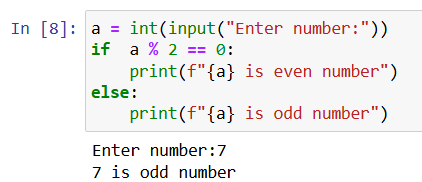 In [8]: a = int(input("Enter number:"))
if  a % 2 == 0:
    print(f"{a} is even number")
else:
    print(f"{a} is odd number")
Enter number:7
7 is odd number